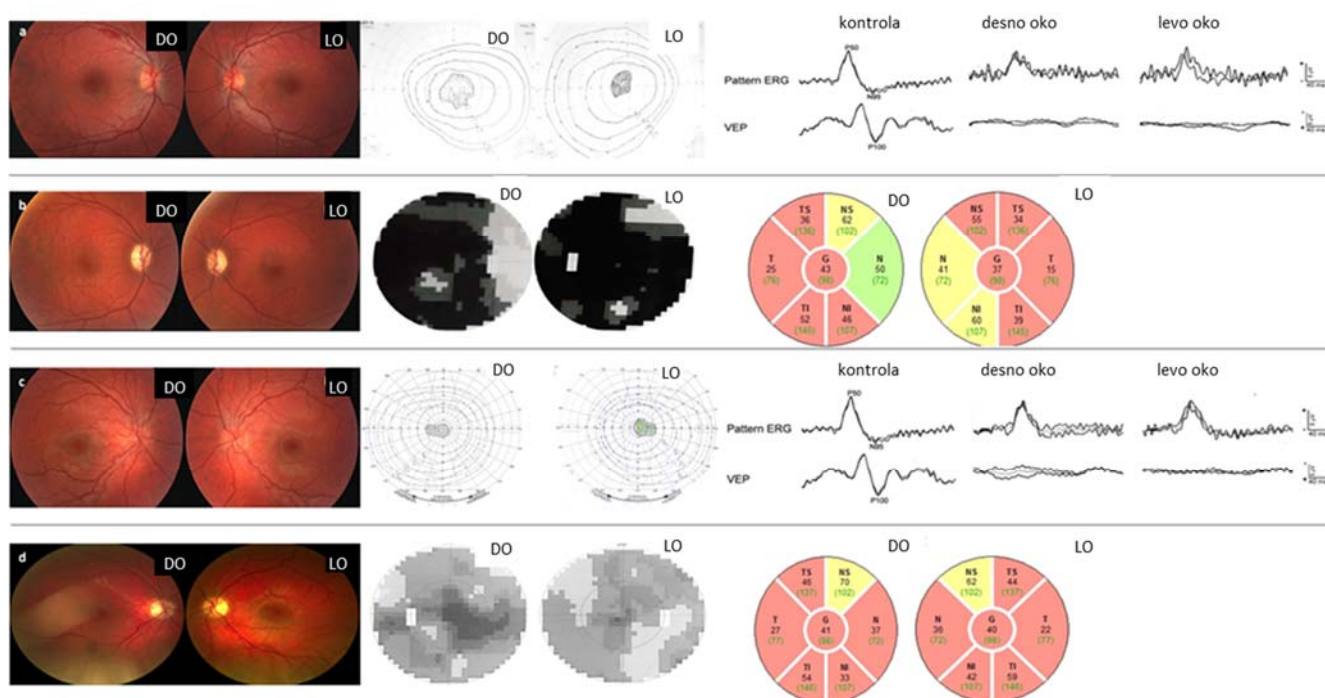 a
DO
LO
DO
LO
kontrola
desno oko
levo oko
P50
Pattern ERG
N95
VEP
P100
b
DO
LO
DO
LO
DO
LO
TS
36
(136)
NS
62
(102)
T
25
(76)
G
43
(98)
N
50
(72)
TI
52
(145)
NI
46
(107)
NS
55
(102)
TS
34
(136)
N
41
(72)
G
37
(98)
T
15
(76)
NI
60
(107)
TI
39
(145)
c
DO
LO
DO
LO
kontrola
desno oko
levo oko
P50
Pattern ERG
N95
VEP
P100
d
DO
LO
DO
LO
DO
LO
TS
46
(137)
NS
70
(102)
T
27
(77)
G
41
(98)
N
37
(72)
TI
54
(146)
NI
33
(107)
NS
62
(102)
TS
44
(137)
N
36
(72)
G
40
(98)
T
22
(77)
NI
42
(107)
TI
59
(146)